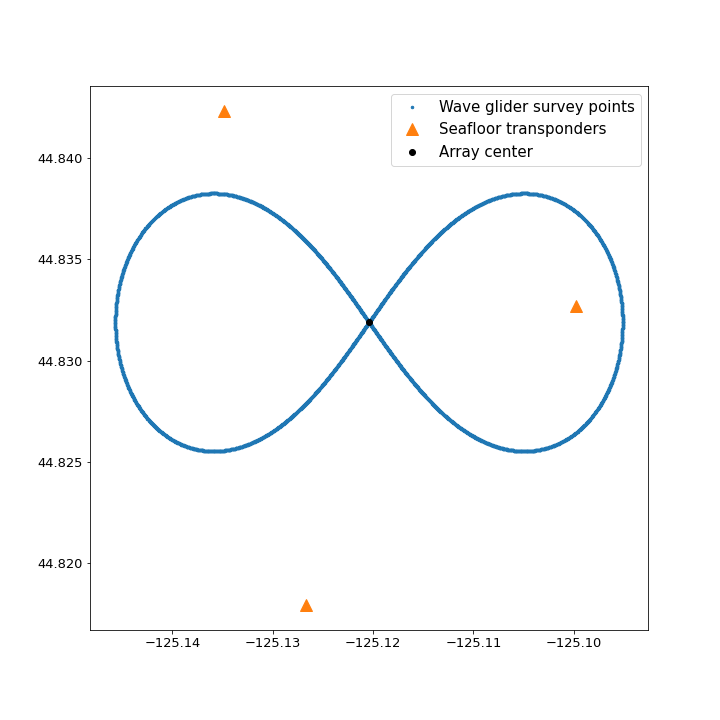 Wave glider survey points
Seafloor transponders
Array center
44.840
44.835
44.830
44.825
44.820
−125.14 −125.13 −125.12 −125.11 −125.10